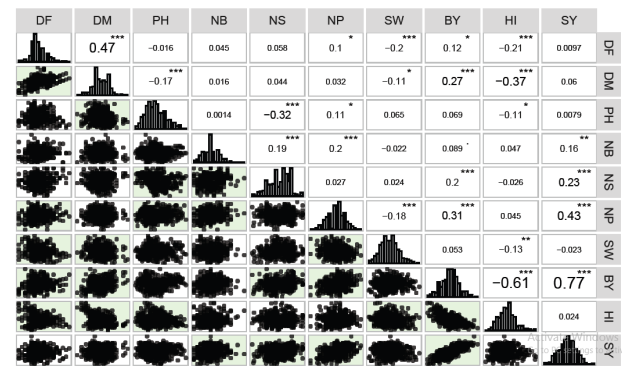 DF DM PH NB NS NP SW BY HI SY
0.47 *** −0.016 0.045 0.058 0.1 * −0.2 *** 0.12 * −0.21 *** 0.0097 DF
−0.17 *** 0.016 0.044 0.032 −0.11 * 0.27 *** −0.37 *** 0.06 DM
0.0014 −0.32 *** 0.11 * 0.065 0.069 −0.11 * 0.0079 PH
0.19 *** 0.2 *** −0.022 0.089 . 0.047 0.16 ** NB
0.027 0.024 0.2 *** −0.026 0.23 *** NS
−0.18 *** 0.31 *** 0.045 0.43 *** NP
0.053 −0.13 ** −0.023 SW
−0.61 *** 0.77 *** BY
0.024 HI
Activate Windows
SY